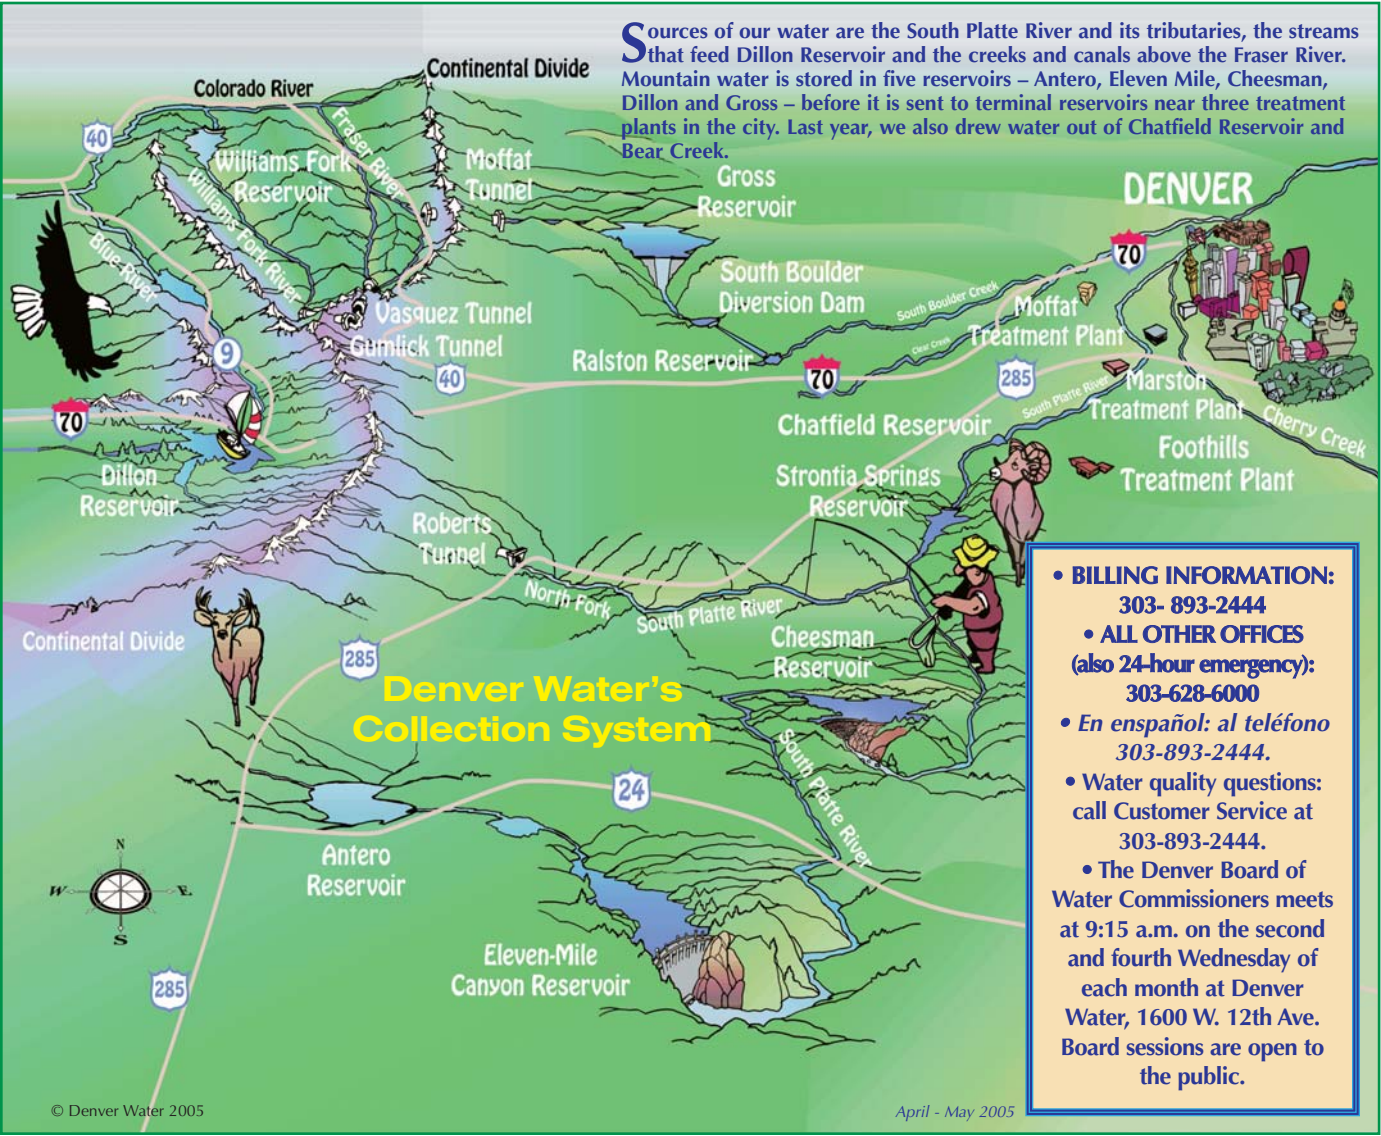 Sources of our water are the South Platte River and its tributaries, the streams
that feed Dillon Reservoir and the creeks and canals above the Fraser River.
Mountain water is stored in five reservoirs – Antero, Eleven Mile, Cheesman,
Dillon and Gross – before it is sent to terminal reservoirs near three treatment
plants in the city. Last year, we also drew water out of Chatfield Reservoir and
Bear Creek.
Continental Divide
Colorado River
40
Fraser River
Williams Fork
Reservoir
Williams Fork River
Moffat
Tunnel
Gross
Reservoir
DENVER
Blue River
70
South Boulder
Diversion Dam
South Boulder Creek
Moffat
Treatment Plant
Vasquez Tunnel
Gumlick Tunnel
9
40
Ralston Reservoir
Clear Creek
70
285
Marston
Treatment Plant
South Platte River
Cherry Creek
70
Chatfield Reservoir
Foothills
Treatment Plant
Dillon
Reservoir
Strontia Springs
Reservoir
Roberts
Tunnel
North Fork
South Platte River
Continental Divide
285
Cheesman
Reservoir
Denver Water's
Collection System
South Platte River
24
Antero
Reservoir
N
W
E
S
Eleven-Mile
Canyon Reservoir
285
• BILLING INFORMATION:
303- 893-2444
• ALL OTHER OFFICES
(also 24-hour emergency):
303-628-6000
• En enspañol: al teléfono
303-893-2444.
• Water quality questions:
call Customer Service at
303-893-2444.
• The Denver Board of
Water Commissioners meets
at 9:15 a.m. on the second
and fourth Wednesday of
each month at Denver
Water, 1600 W. 12th Ave.
Board sessions are open to
the public.
© Denver Water 2005
April - May 2005